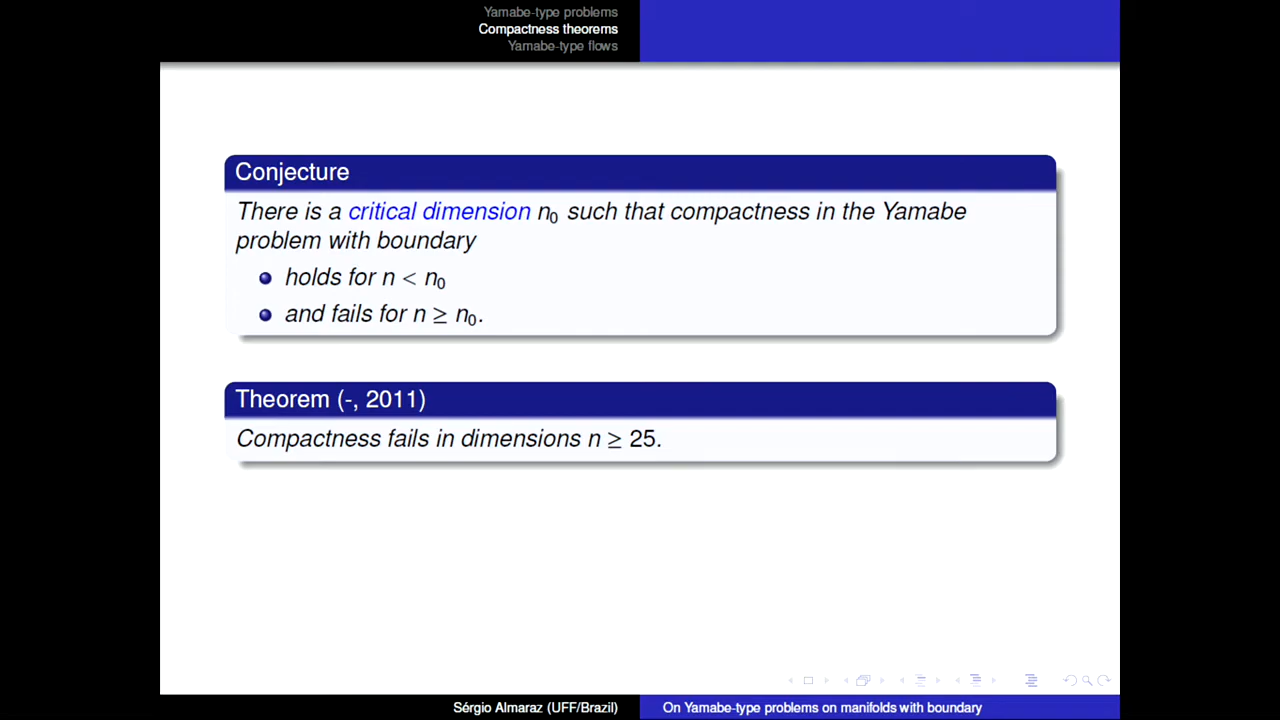 Yamabe-type problems
Compactness theorems
Yamabe-type flows
Conjecture
There is a critical dimension n₀ such that compactness in the Yamabe
problem with boundary
holds for n < n₀
and fails for n ≥ n₀.
Theorem (-, 2011)
Compactness fails in dimensions n ≥ 25.
Sérgio Almaraz (UFF/Brazil)
On Yamabe-type problems on manifolds with boundary